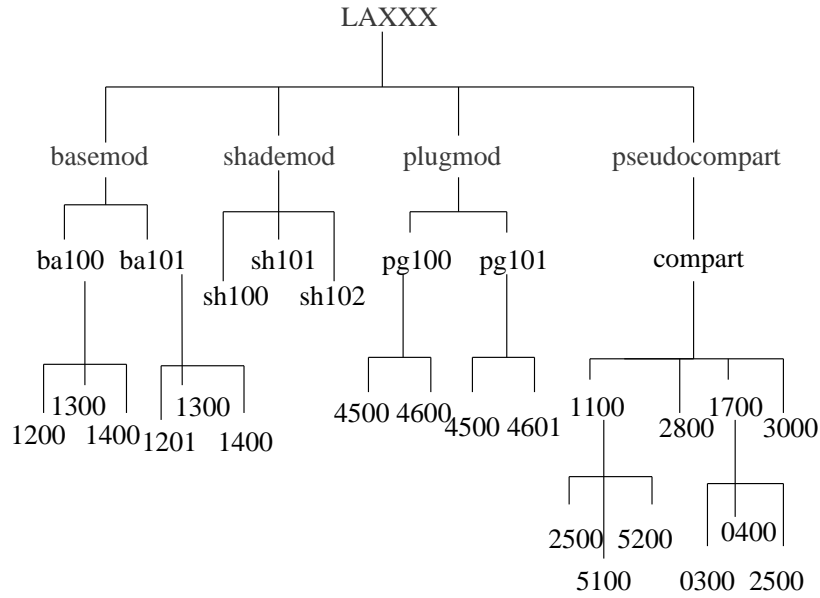 LAXXX
basemod shademod plugmod pseudocompart
ba100 ba101 sh101 pg100 pg101 compart
sh100 sh102
1300 1300 4500 4600 1100 1700
1200 1400 1201 1400 4500 4601 2800 3000
2500 5200 0400
5100 0300 2500